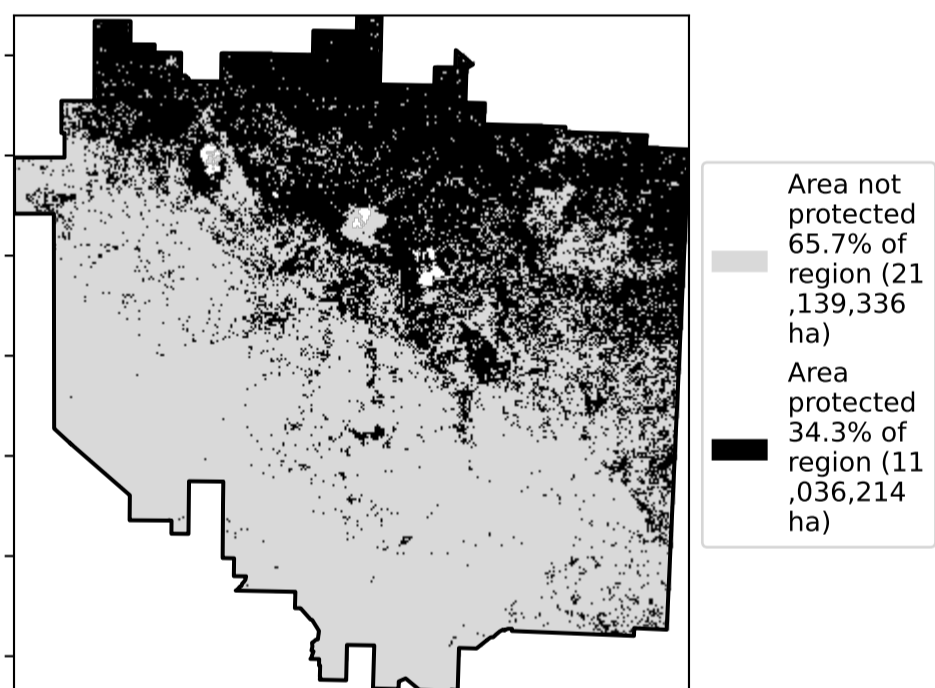 Area not
protected
65.7% of
region (21
,139,336
ha)
Area
protected
34.3% of
region (11
,036,214
ha)